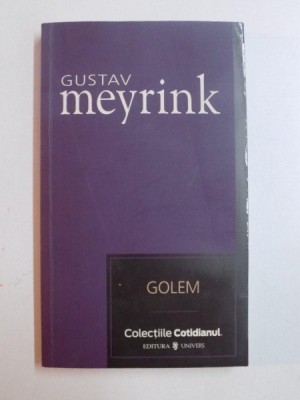 GUSTAV
meyrink
GOLEM
Colecțiile Cotidianul.
EDITURA UNIVERS